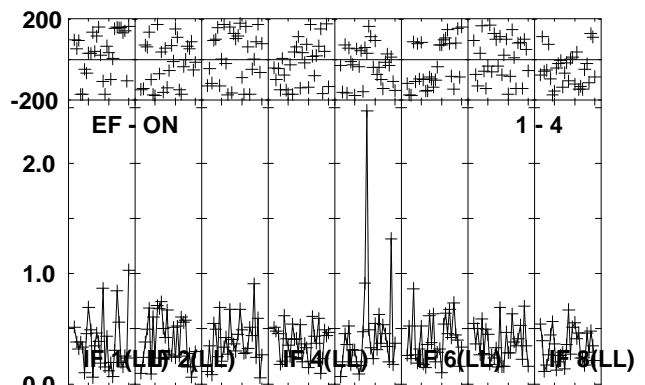 200
-200
EF - ON 1 - 4
2.0
1.0
IF 1(LL) IF 2(LL) IF 4(LL) IF 6(LL) IF 8(LL)
0.0